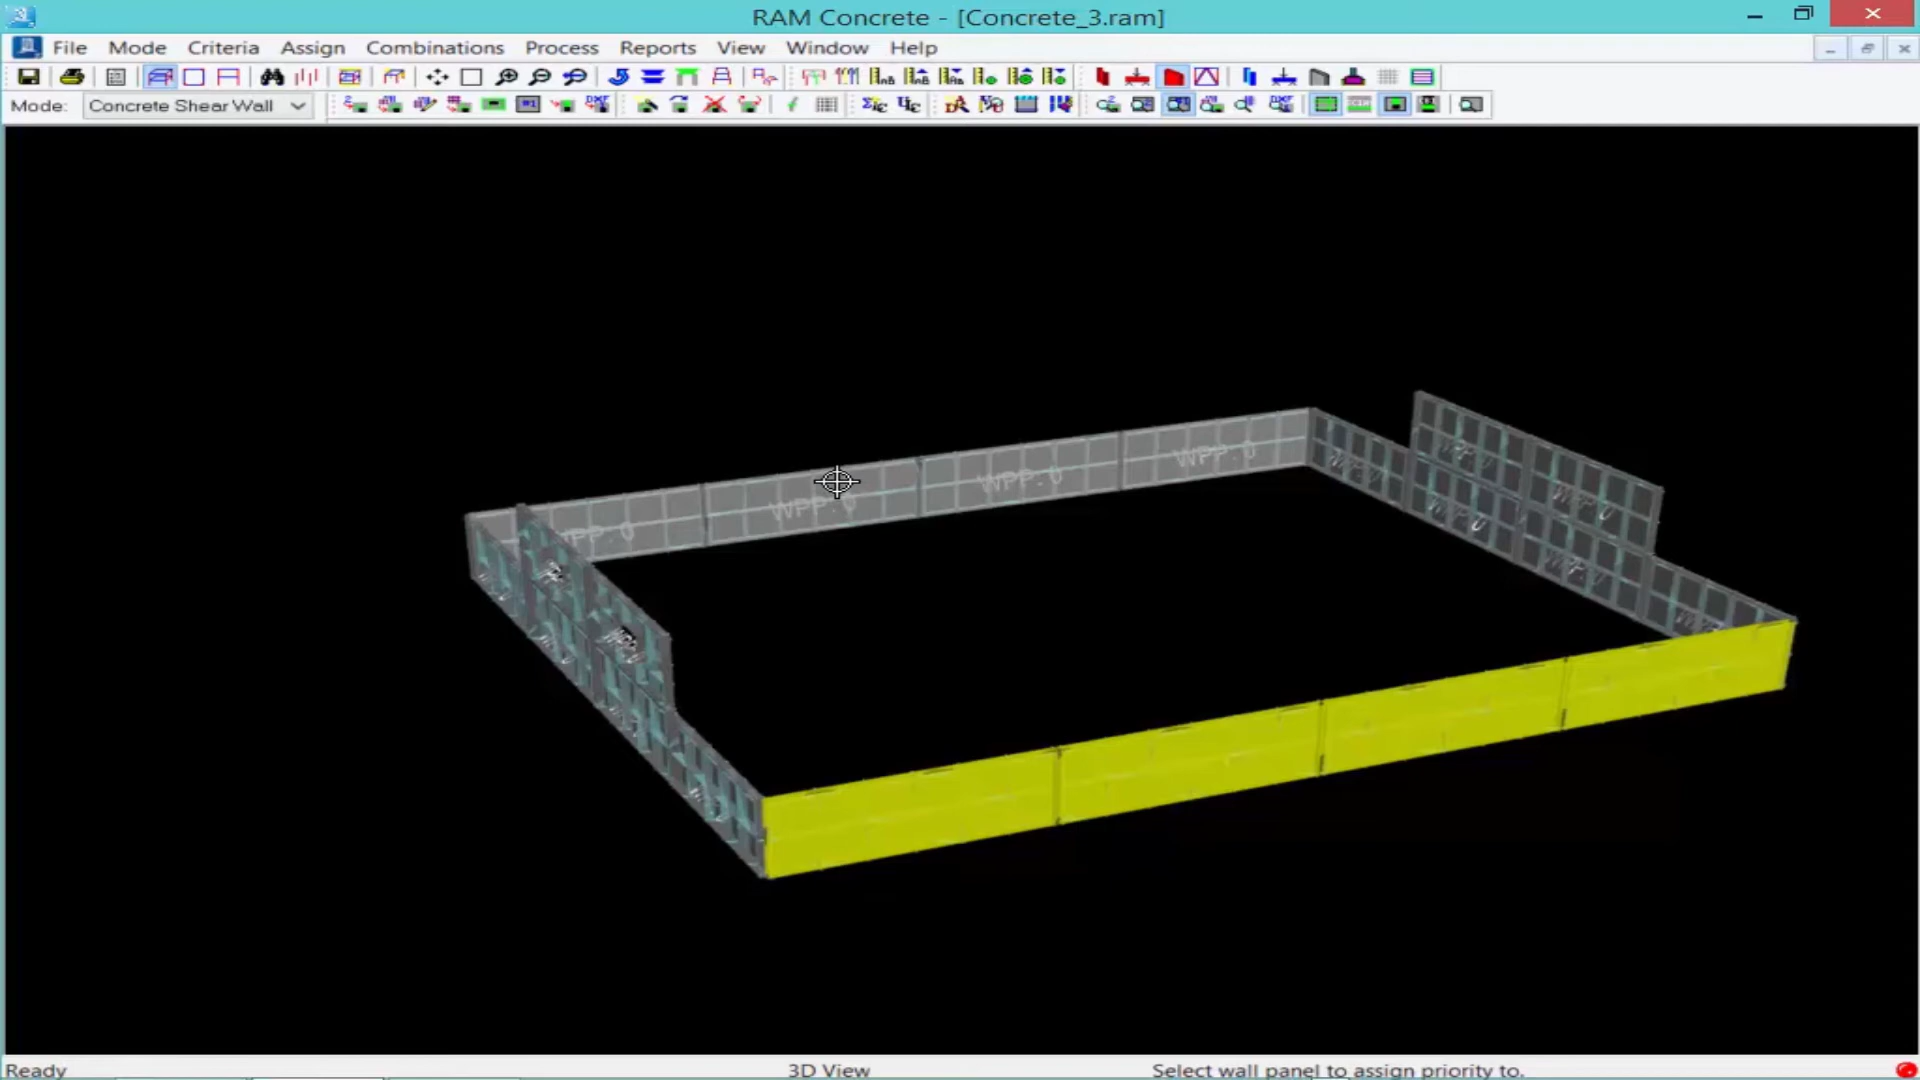 RAM Concrete - [Concrete_3.ram]
File Mode Criteria Assign Combinations Process Reports View Window Help
Mode: Concrete Shear Wall
WPP: 0
WPP: 0
WPP: 0
Ready 3D View Select wall panel to assign priority to.